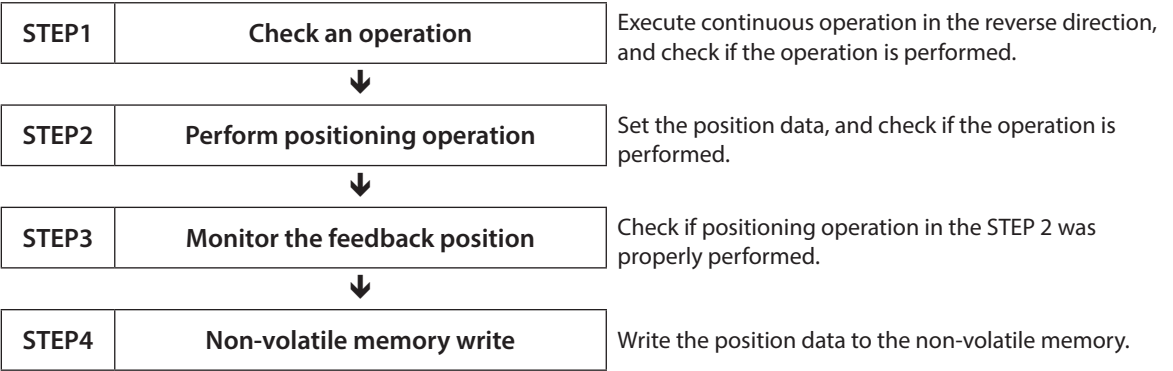 STEP1 Check an operation Execute continuous operation in the reverse direction,
and check if the operation is performed.
STEP2 Perform positioning operation Set the position data, and check if the operation is
performed.
STEP3 Monitor the feedback position Check if positioning operation in the STEP 2 was
properly performed.
STEP4 Non-volatile memory write Write the position data to the non-volatile memory.